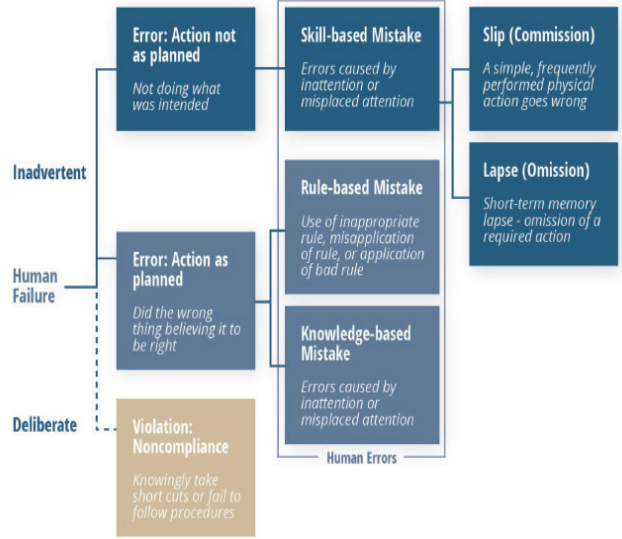 Error: Action not
as planned
Not doing what
was intended
Skill-based Mistake
Errors caused by
inattention or
misplaced attention
Slip (Commission)
A simple, frequently
performed physical
action goes wrong
Lapse (Omission)
Short-term memory
lapse - omission of a
required action
Inadvertent
Human
Failure
Error: Action as
planned
Did the wrong
thing believing it to
be right
Rule-based Mistake
Use of inappropriate
rule, misapplication
of rule, or application
of bad rule
Knowledge-based
Mistake
Errors caused by
inattention or
misplaced attention
Human Errors
Deliberate
Violation:
Noncompliance
Knowingly take
short cuts or fail to
follow procedures